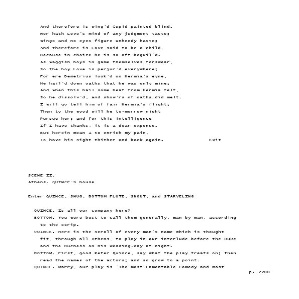 And therefore is wing'd Cupid painted blind.
Nor hath Love's mind of any judgment taste;
Wings and no eyes figure unheedy haste;
And therefore is Love said to be a child,
Because in choice he is so oft beguil'd.
As waggish boys in game themselves forswear,
So the boy Love is perjur'd everywhere;
For ere Demetrius look'd on Hermia's eyne,
He hail'd down oaths that he was only mine;
And when this hail some heat from Hermia felt,
So he dissolv'd, and show'rs of oaths did melt.
I will go tell him of fair Hermia's flight;
Then to the wood will he to-morrow night
Pursue her; and for this intelligence
If I have thanks, it is a dear expense.
But herein mean I to enrich my pain,
To have his sight thither and back again. Exit
SCENE II.
Athens. QUINCE'S house
Enter QUINCE, SNUG, BOTTOM FLUTE, SNOUT, and STARVELING
QUINCE. Is all our company here?
BOTTOM. You were best to call them generally, man by man, according
to the scrip.
QUINCE. Here is the scroll of every man's name which is thought
fit, through all Athens, to play in our interlude before the Duke
and the Duchess on his wedding-day at night.
BOTTOM. First, good Peter Quince, say what the play treats on; then
read the names of the actors; and so grow to a point.
QUINCE. Marry, our play is 'The most Lamentable Comedy and most